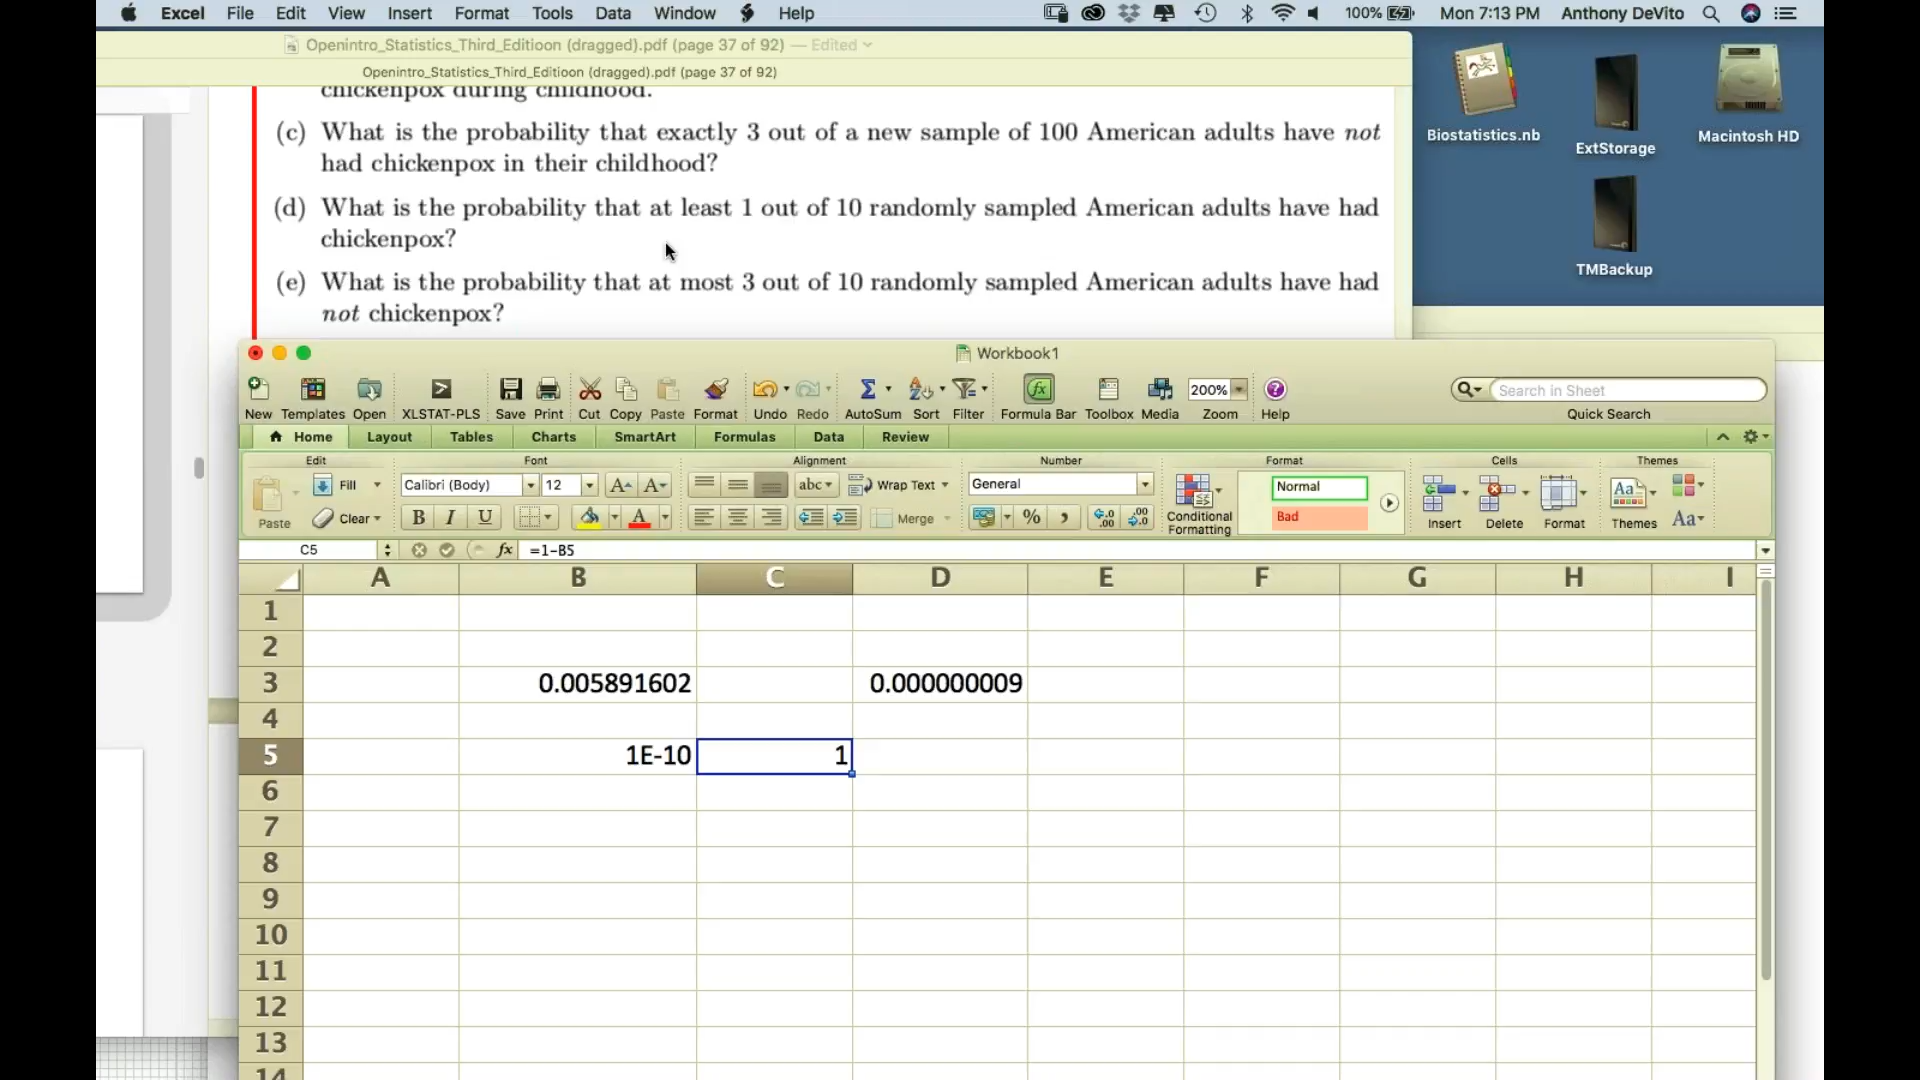 Excel File Edit View Insert Format Tools Data Window Help 100% Mon 7:13 PM Anthony DeVito
Openintro_Statistics_Third_Editioon (dragged).pdf (page 37 of 92) — Edited
Openintro_Statistics_Third_Editioon (dragged).pdf (page 37 of 92)
chickenpox during childhood.
(c) What is the probability that exactly 3 out of a new sample of 100 American adults have not
had chickenpox in their childhood?
(d) What is the probability that at least 1 out of 10 randomly sampled American adults have had
chickenpox?
(e) What is the probability that at most 3 out of 10 randomly sampled American adults have had
not chickenpox?
Biostatistics.nb
ExtStorage
Macintosh HD
TMBackup
Workbook1
200% Search in Sheet
New Templates Open XLSTAT-PLS Save Print Cut Copy Paste Format Undo Redo AutoSum Sort Filter Formula Bar Toolbox Media Zoom Help Quick Search
Home Layout Tables Charts SmartArt Formulas Data Review
Edit Font Alignment Number Format Cells Themes
Paste Fill Calibri (Body) 12 A A abc Wrap Text General Normal
Clear B I U A Merge % , .0 .00 .00 .0 Conditional Formatting Bad Insert Delete Format Themes Aa
C5 fx =1-B5
A B C D E F G H I
1
2
3 0.005891602 0.000000009
4
5 1E-10 1
6
7
8
9
10
11
12
13
14